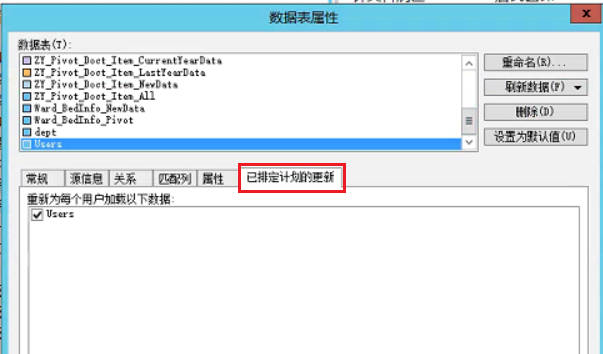 数据表属性
x
数据表(T):
ZY_Pivot_Doct_Item_CurrentYearData
ZY_Pivot_Doct_Item_LastYearData
ZY_Pivot_Doct_Item_NewData
ZY_Pivot_Doct_Item_All
Ward_BedInfo_NewData
Ward_BedInfo_Pivot
dept
Users
重命名(R)...
刷新数据(F)
删除(D)
设置为默认值(U)
常规 源信息 关系 匹配列 属性 已排定计划的更新
重新为每个用户加载以下数据:
Users